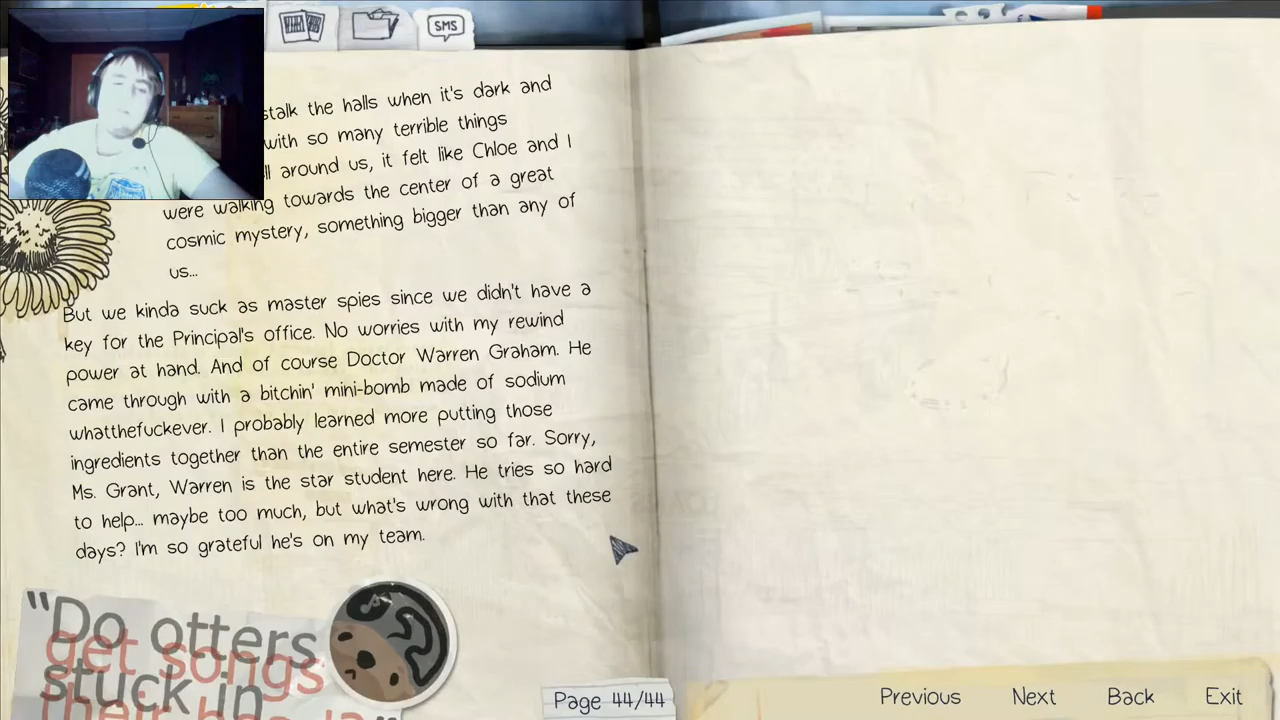 SMS
stalk the halls when it's dark and
with so many terrible things
ll around us, it felt like Chloe and I
were walking towards the center of a great
cosmic mystery, something bigger than any of
us...
But we kinda suck as master spies since we didn't have a
key for the Principal's office. No worries with my rewind
power at hand. And of course Doctor Warren Graham. He
came through with a bitchin' mini-bomb made of sodium
whatthefuckever. I probably learned more putting those
ingredients together than the entire semester so far. Sorry,
Ms. Grant, Warren is the star student here. He tries so hard
to help... maybe too much, but what's wrong with that these
days? I'm so grateful he's on my team.
"Do otters
get songs
stuck in
their head?"
Page 44/44
Previous Next Back Exit